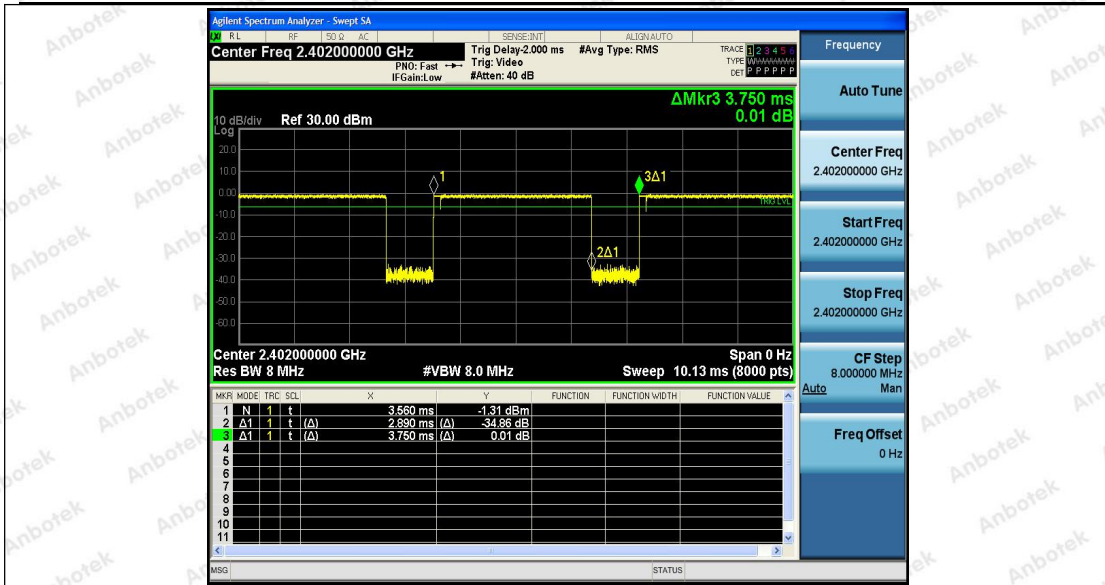 Agilent Spectrum Analyzer - Swept SA
RL RF 50 Ω AC SENSE:INT ALIGNAUTO
Center Freq 2.402000000 GHz
PNO: Fast
IFGain:Low
Trig Delay-2.000 ms
Trig: Video
#Atten: 40 dB
#Avg Type: RMS
TRACE 1 2 3 4 5 6
TYPE
DET P P P P P P
ΔMkr3 3.750 ms
0.01 dB
10 dB/div Ref 30.00 dBm
Log
20.0
10.0
0.00
-10.0
-20.0
-30.0
-40.0
-50.0
-60.0
1
3Δ1
TRIG LVL
2Δ1
Center 2.402000000 GHz Span 0 Hz
Res BW 8 MHz #VBW 8.0 MHz Sweep 10.13 ms (8000 pts)
MKR MODE TRC SCL X Y FUNCTION FUNCTION WIDTH FUNCTION VALUE
1 N 1 t 3.560 ms -1.31 dBm
2 Δ1 1 t (Δ) 2.890 ms (Δ) -34.86 dB
3 Δ1 1 t (Δ) 3.750 ms (Δ) 0.01 dB
4
5
6
7
8
9
10
11
MSG STATUS
Frequency
Auto Tune
Center Freq
2.402000000 GHz
Start Freq
2.402000000 GHz
Stop Freq
2.402000000 GHz
CF Step
8.000000 MHz
Auto Man
Freq Offset
0 Hz
Anbotek